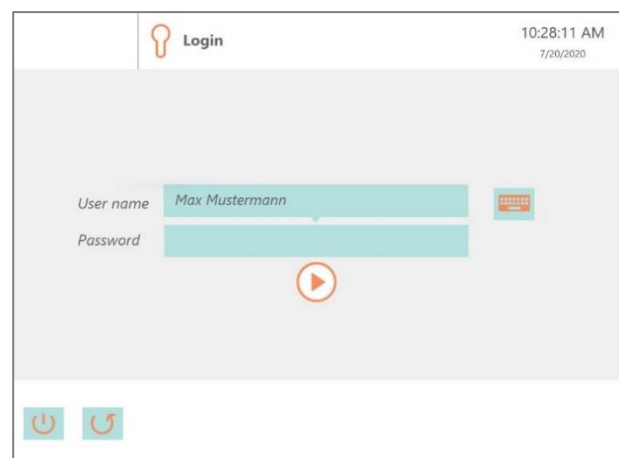 Login
10:28:11 AM
7/20/2020
User name
Max Mustermann
Password